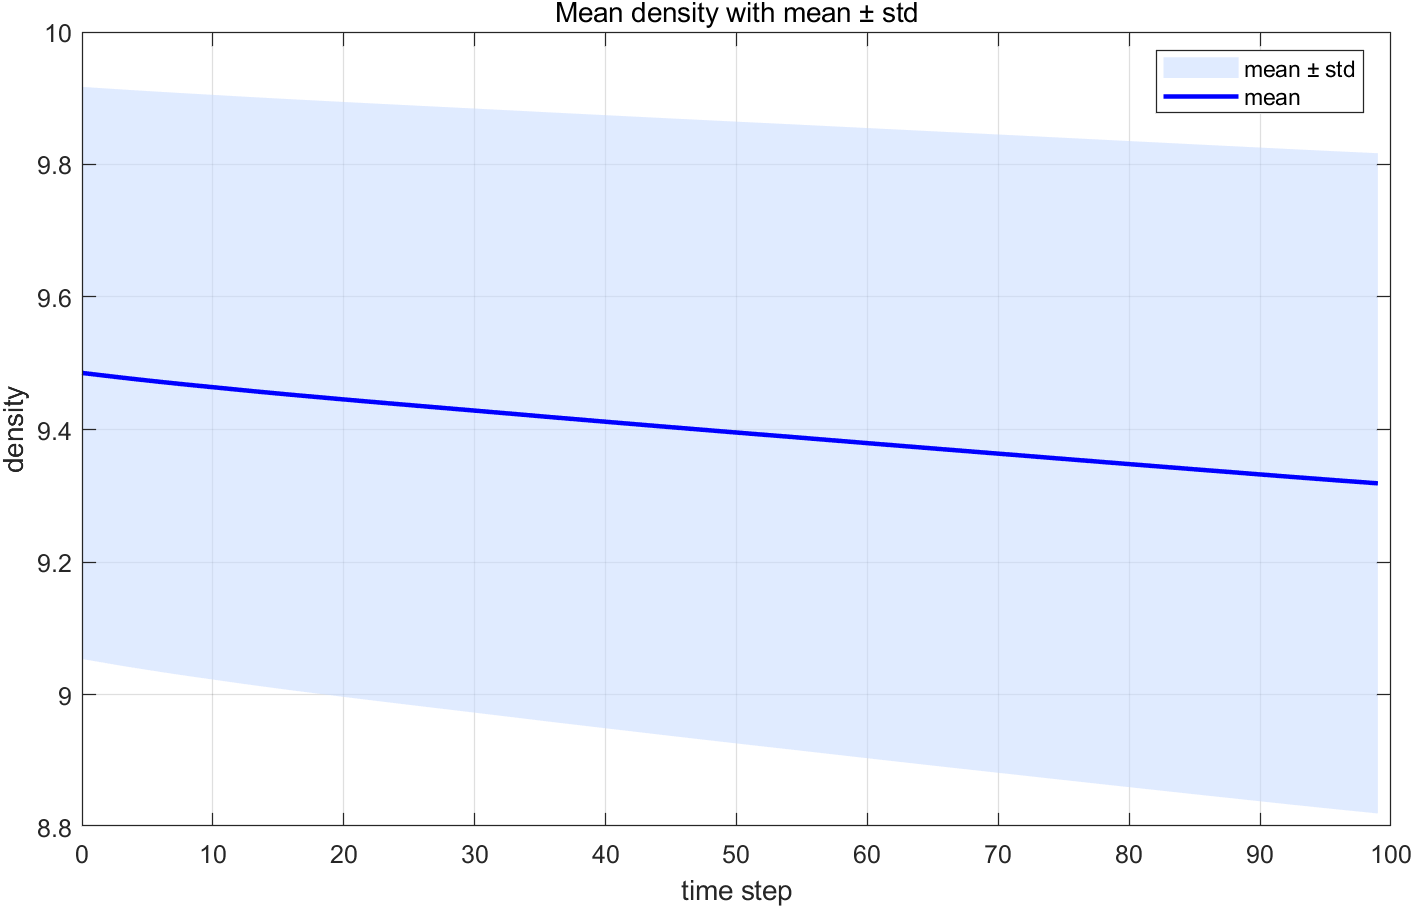 Mean density with mean ± std
mean ± std
mean
density
10
9.8
9.6
9.4
9.2
9
8.8
0 10 20 30 40 50 60 70 80 90 100
time step